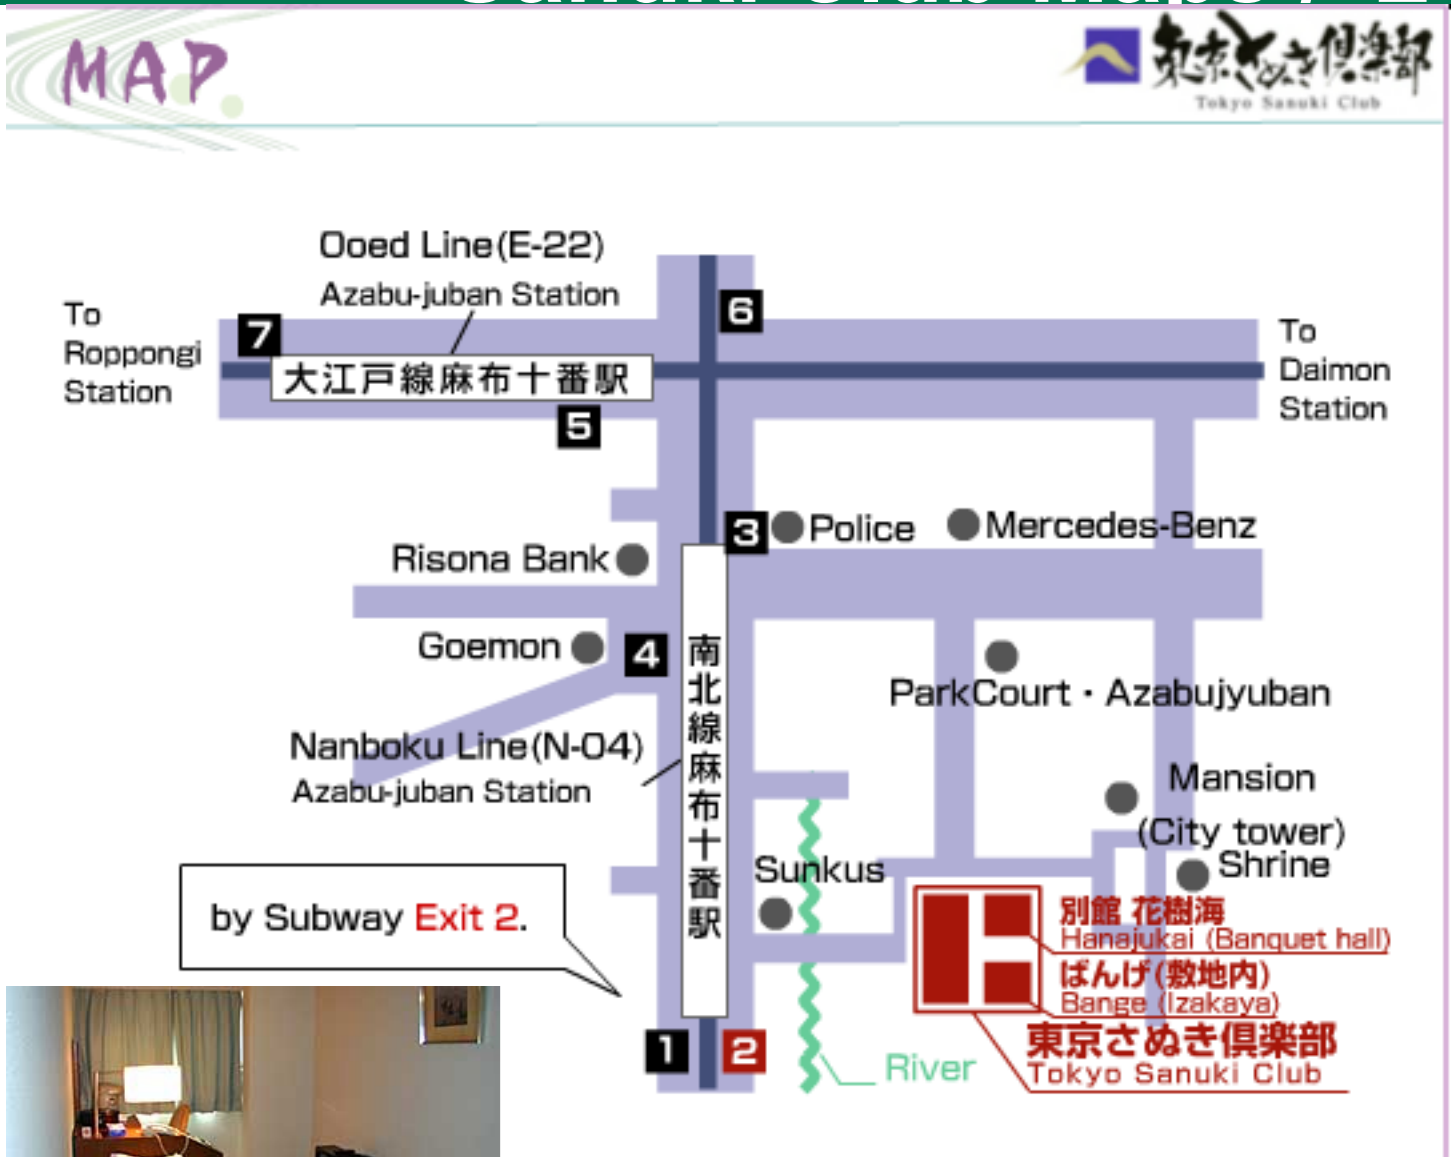 MAP
東京さぬき倶楽部
Tokyo Sanuki Club
Ooed Line(E-22)
Azabu-juban Station
To
Roppongi
Station
7
6
To
Daimon
Station
大江戸線麻布十番駅
5
3
Police
Mercedes-Benz
Risona Bank
Goemon
4
南北線麻布十番駅
ParkCourt・Azabujyuban
Nanboku Line(N-04)
Azabu-juban Station
Mansion
(City tower)
Shrine
Sunkus
by Subway Exit 2.
別館 花樹海
Hanajukai (Banquet hall)
ばんげ(敷地内)
Bange (Izakaya)
東京さぬき倶楽部
Tokyo Sanuki Club
1
2
River